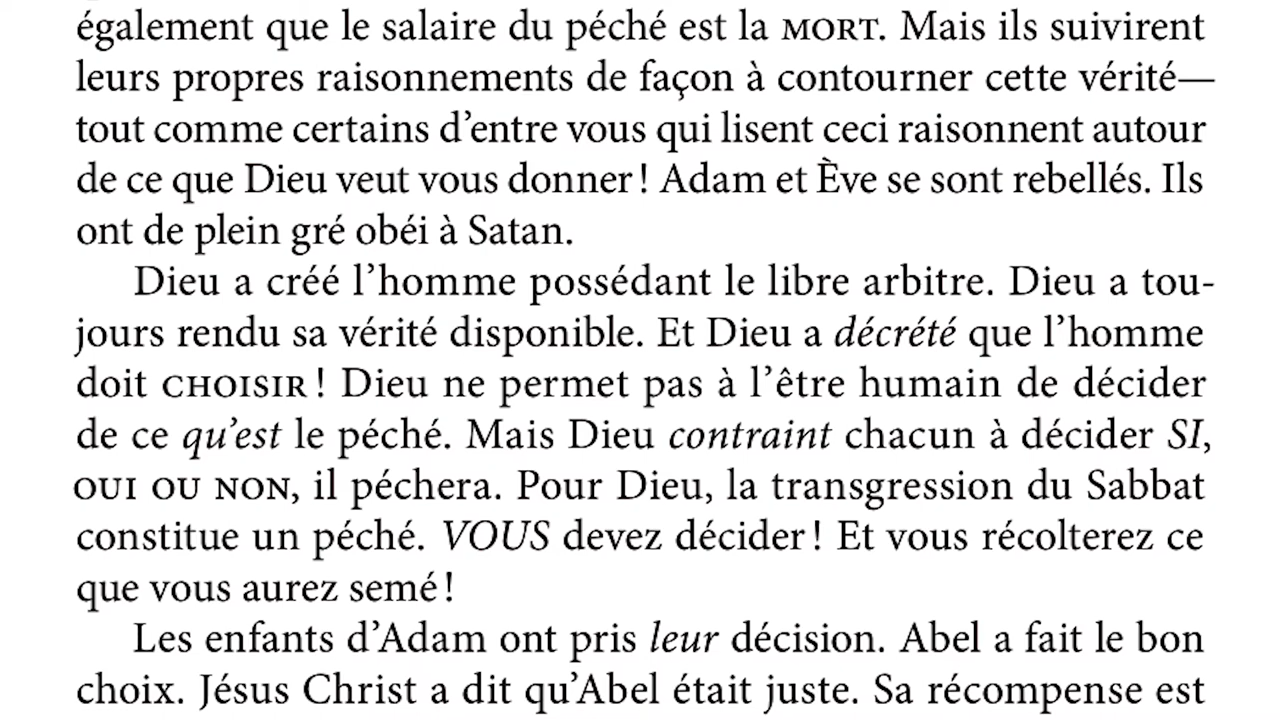 également que le salaire du péché est la MORT. Mais ils suivirent
leurs propres raisonnements de façon à contourner cette vérité—
tout comme certains d’entre vous qui lisent ceci raisonnent autour
de ce que Dieu veut vous donner ! Adam et Ève se sont rebellés. Ils
ont de plein gré obéi à Satan.
Dieu a créé l’homme possédant le libre arbitre. Dieu a tou-
jours rendu sa vérité disponible. Et Dieu a décrété que l’homme
doit CHOISIR ! Dieu ne permet pas à l’être humain de décider
de ce qu’est le péché. Mais Dieu contraint chacun à décider SI,
OUI OU NON, il péchera. Pour Dieu, la transgression du Sabbat
constitue un péché. VOUS devez décider ! Et vous récolterez ce
que vous aurez semé !
Les enfants d’Adam ont pris leur décision. Abel a fait le bon
choix. Jésus Christ a dit qu’Abel était juste. Sa récompense est